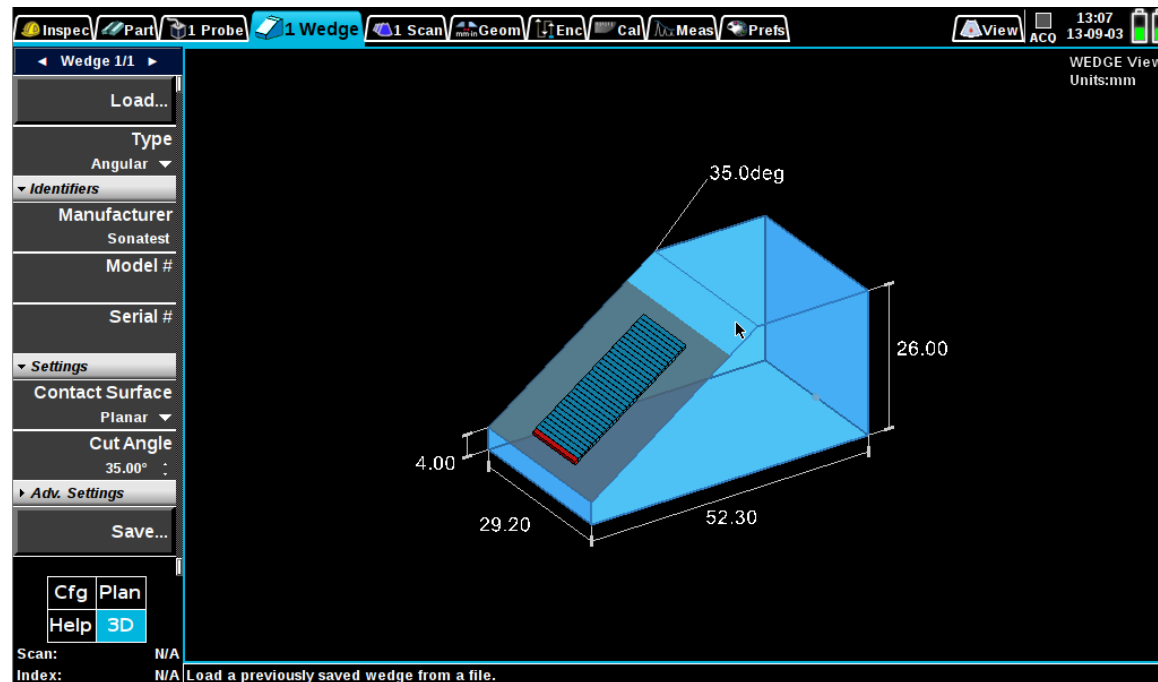 Inspec Part 1 Probe 1 Wedge 1 Scan mm in Geom Enc Cal Meas Prefs View ACQ 13:07
13-09-03
◄ Wedge 1/1 ►
WEDGE View
Units:mm
Load...
Type
Angular
Identifiers
Manufacturer
Sonatest
Model #
Serial #
Settings
Contact Surface
Planar
Cut Angle
35.00°
Adv. Settings
Save...
35.0deg
26.00
4.00
29.20
52.30
Cfg Plan
Help 3D
Scan: N/A
Index: N/A
Load a previously saved wedge from a file.